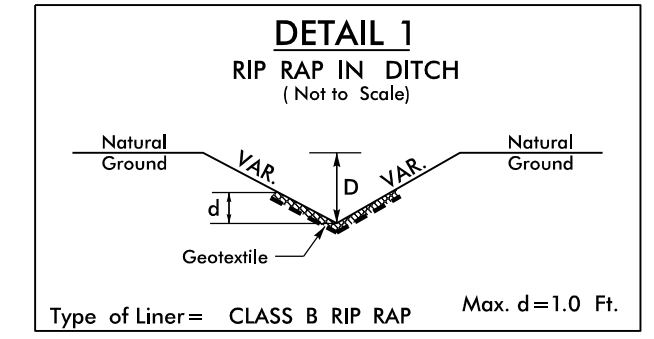 DETAIL 1
RIP RAP IN DITCH
( Not to Scale)
Natural
Ground
VAR.
D
VAR.
Natural
Ground
d
Geotextile
Type of Liner = CLASS B RIP RAP
Max. d=1.0 Ft.